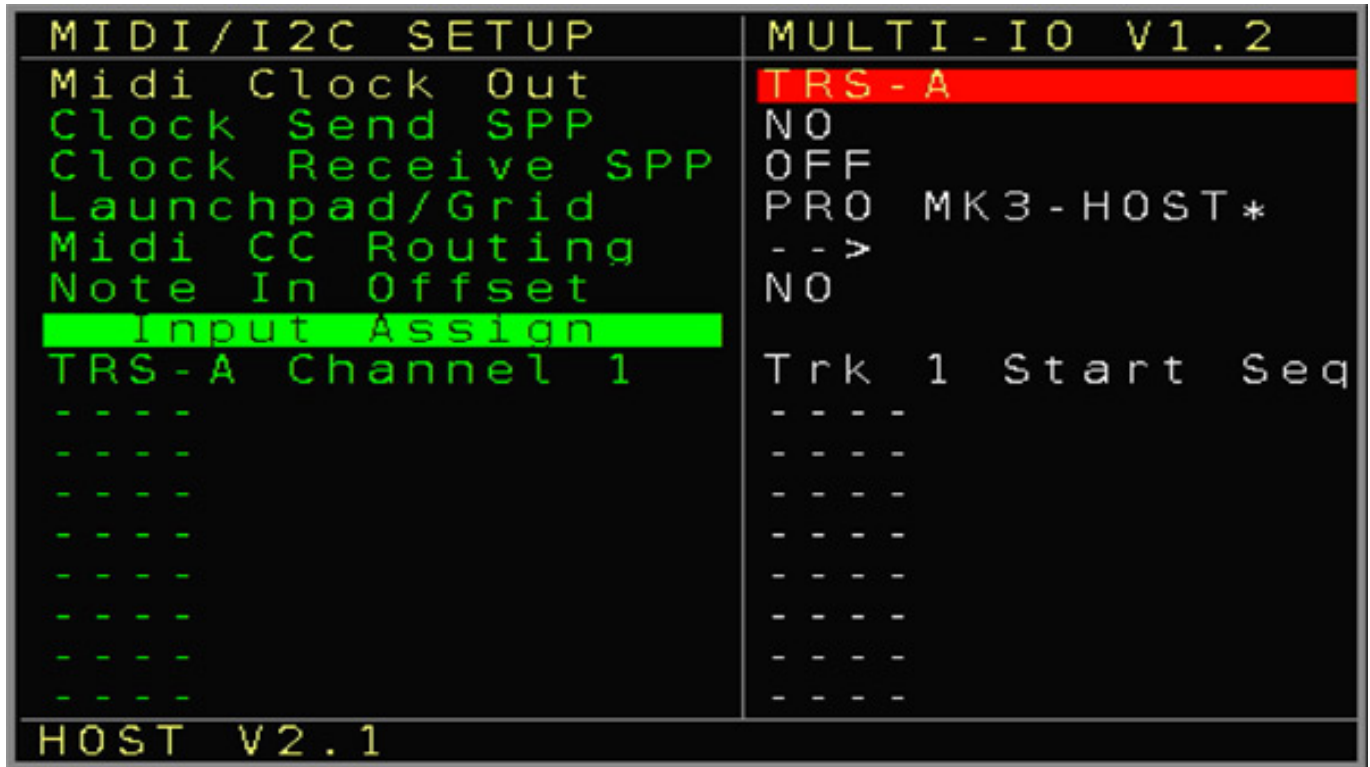 MIDI/I2C SETUP MULTI-IO V1.2
Midi Clock Out TRS-A
Clock Send SPP NO
Clock Receive SPP OFF
Launchpad/Grid PRO MK3-HOST*
Midi CC Routing -->
Note In Offset NO
Input Assign
TRS-A Channel 1 Trk 1 Start Seq
---- ----
---- ----
---- ----
---- ----
---- ----
---- ----
---- ----
---- ----
HOST V2.1